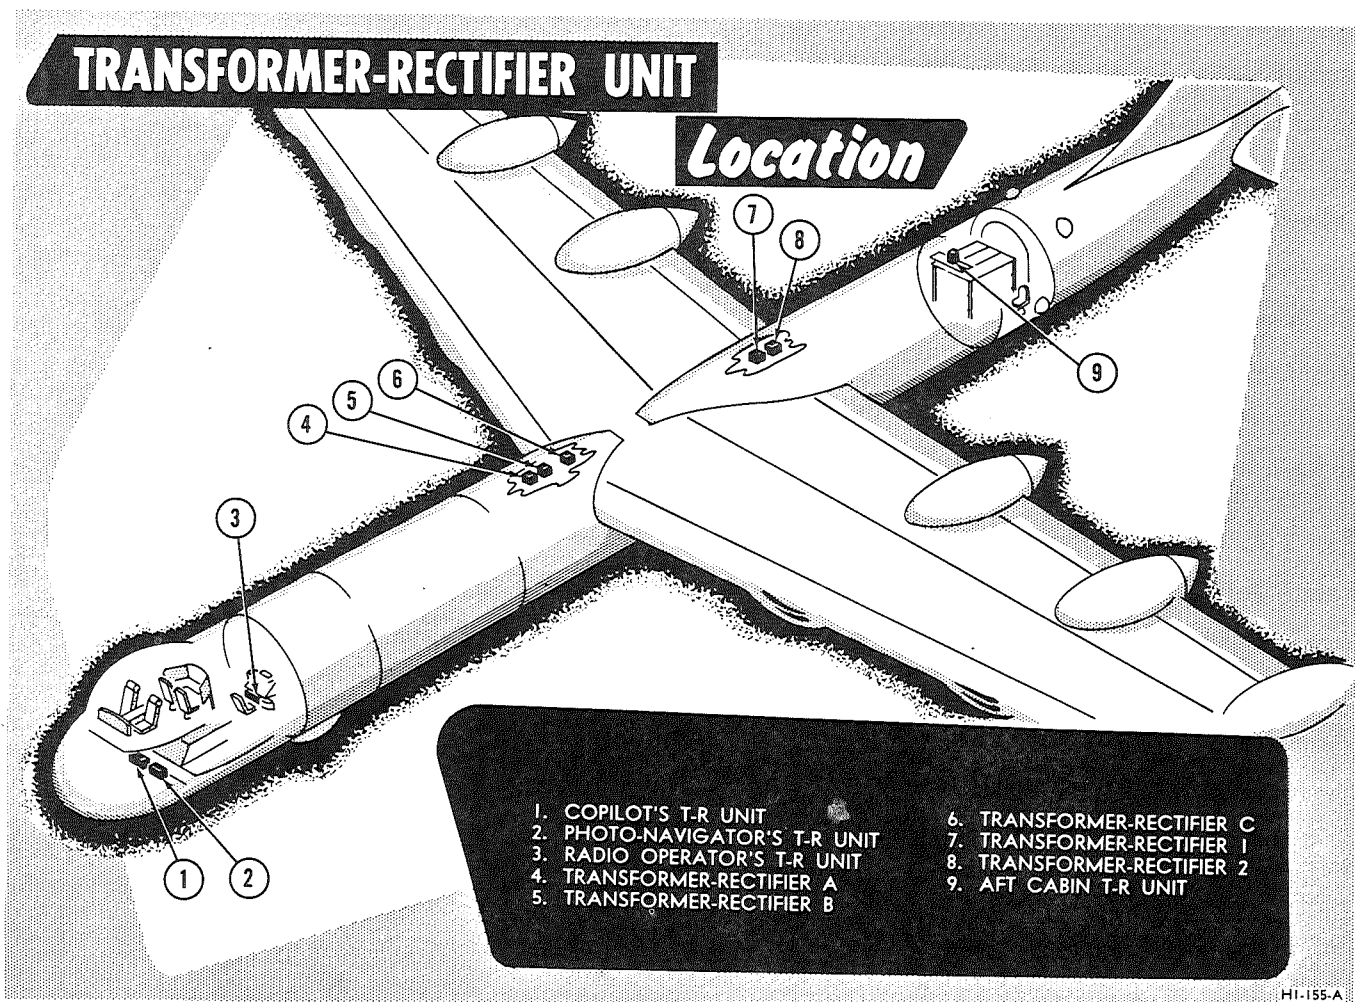 TRANSFORMER-RECTIFIER UNIT
Location
7
8
9
6
5
4
3
1
2
1. COPILOT'S T-R UNIT
2. PHOTO-NAVIGATOR'S T-R UNIT
3. RADIO OPERATOR'S T-R UNIT
4. TRANSFORMER-RECTIFIER A
5. TRANSFORMER-RECTIFIER B
6. TRANSFORMER-RECTIFIER C
7. TRANSFORMER-RECTIFIER 1
8. TRANSFORMER-RECTIFIER 2
9. AFT CABIN T-R UNIT
H1-155-A